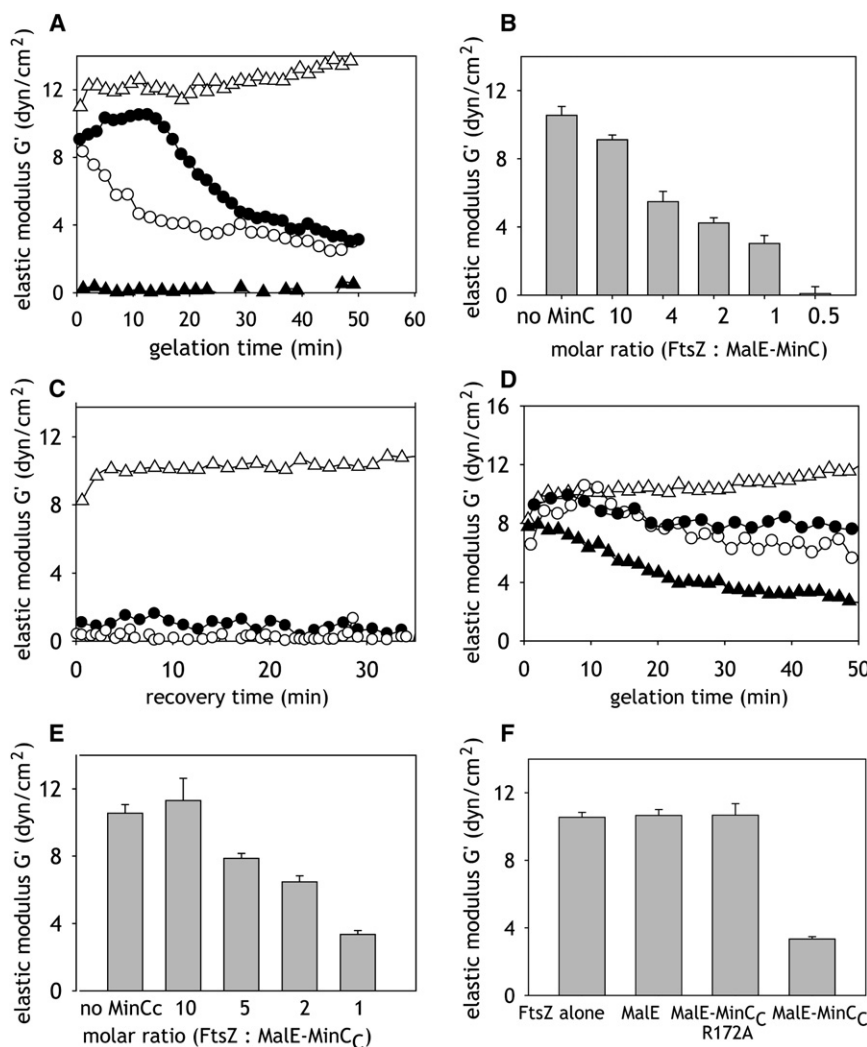 A
elastic modulus G' (dyn/cm²)
12
8
4
0
0 10 20 30 40 50 60
gelation time (min)
B
elastic modulus G' (dyn/cm²)
12
8
4
0
no MinC 10 4 2 1 0.5
molar ratio (FtsZ : MalE-MinC)
C
elastic modulus G' (dyn/cm²)
12
8
4
0
0 10 20 30
recovery time (min)
D
elastic modulus G' (dyn/cm²)
16
12
8
4
0
0 10 20 30 40 50
gelation time (min)
E
elastic modulus G' (dyn/cm²)
12
8
4
0
no MinCc 10 5 2 1
molar ratio (FtsZ : MalE-MinC_C)
F
elastic modulus G' (dyn/cm²)
12
8
4
0
FtsZ alone MalE MalE-MinC_C MalE-MinC_C
R172A